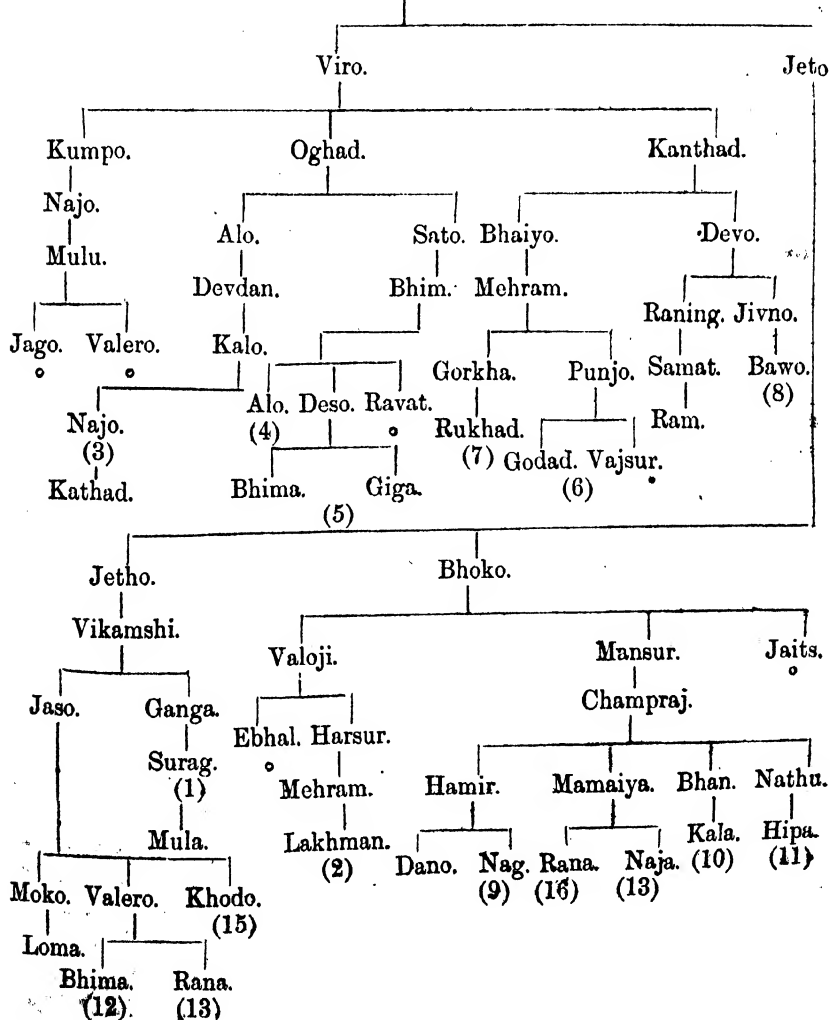 Viro. Jeto
Kumpo. Oghad. Kanthad.
Najo.
Alo. Sato. Bhaiyo. Devo.
Mulu.
Devdan. Bhim. Mehram.
Raning. Jivno.
Jago. Valero. Kalo.
Gorkha. Punjo. Samat. Bawo.
(8)
Alo. Deso. Ravat.
Najo. (4) Ram.
(3) Rukhad.
(7) Godad. Vajsur.
Kathad. Bhima. Giga. (6)
(5)
Jetho. Bhoko.
Vikamshi.
Valoji. Mansur. Jaits.
Jaso. Ganga. Champraj.
Ebhal. Harsur.
Surag.
(1) Mehram. Hamir. Mamaiya. Bhan. Nathu.
Mula. Lakhman. Kala. Hipa.
(2) Dano. Nag. Rana. Naja. (10) (11)
(9) (16) (13)
Moko. Valero. Khodo.
(15)
Loma.
Bhima. Rana.
(12). (13)